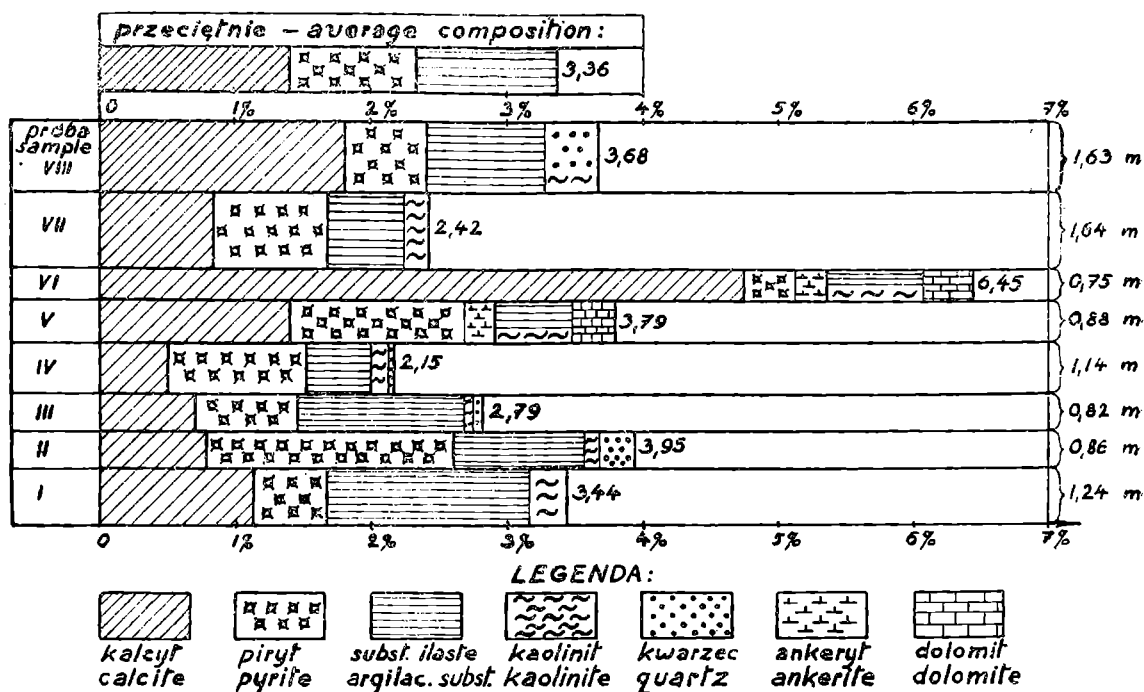 przeciętnie – average composition:
3,36
0 1% 2% 3% 4% 5% 6% 7%
próba
sample
VIII 3,68 1,63 m
VII 2,42 1,64 m
VI 6,45 0,75 m
V 3,79 0,88 m
IV 2,15 1,14 m
III 2,79 0,82 m
II 3,95 0,86 m
I 3,44 1,24 m
0 1% 2% 3% 4% 5% 6% 7%
LEGENDA:
kalcyt piryt subst. ilaste kaolinit kwarzec ankeryt dolomit
calcite pyrite argilac. subst. kaolinite quartz ankerite dolomite